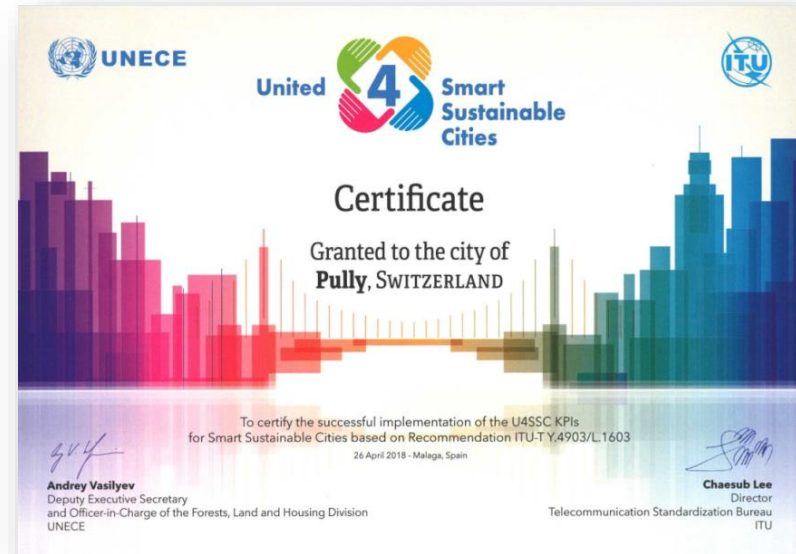 UNECE
ITU
United 4 Smart
Sustainable
Cities
Certificate
Granted to the city of
Pully, SWITZERLAND
To certify the successful implementation of the U4SSC KPIs
for Smart Sustainable Cities based on Recommendation ITU-T Y.4903/L.1603
26 April 2018 - Malaga, Spain
Andrey Vasilyev
Deputy Executive Secretary
and Officer-in-Charge of the Forests, Land and Housing Division
UNECE
Chaesub Lee
Director
Telecommunication Standardization Bureau
ITU